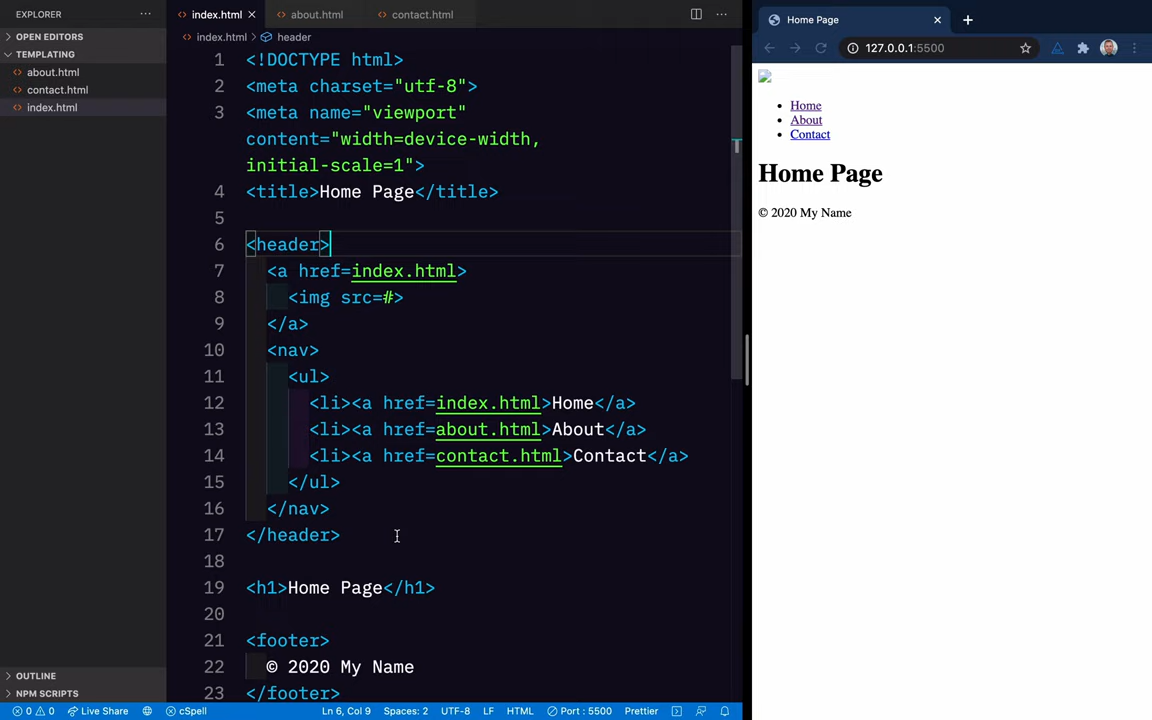 EXPLORER
OPEN EDITORS
TEMPLATING
about.html
contact.html
index.html
OUTLINE
NPM SCRIPTS
index.html about.html contact.html
index.html > header
1 <!DOCTYPE html>
2 <meta charset="utf-8">
3 <meta name="viewport"
content="width=device-width,
initial-scale=1">
4 <title>Home Page</title>
5
6 <header>
7 <a href=index.html>
8 <img src=#>
9 </a>
10 <nav>
11 <ul>
12 <li><a href=index.html>Home</a>
13 <li><a href=about.html>About</a>
14 <li><a href=contact.html>Contact</a>
15 </ul>
16 </nav>
17 </header>
18
19 <h1>Home Page</h1>
20
21 <footer>
22 © 2020 My Name
23 </footer>
0 0 Live Share cSpell Ln 6, Col 9 Spaces: 2 UTF-8 LF HTML Port : 5500 Prettier
Home Page
127.0.0.1:5500
Home
About
Contact
Home Page
© 2020 My Name